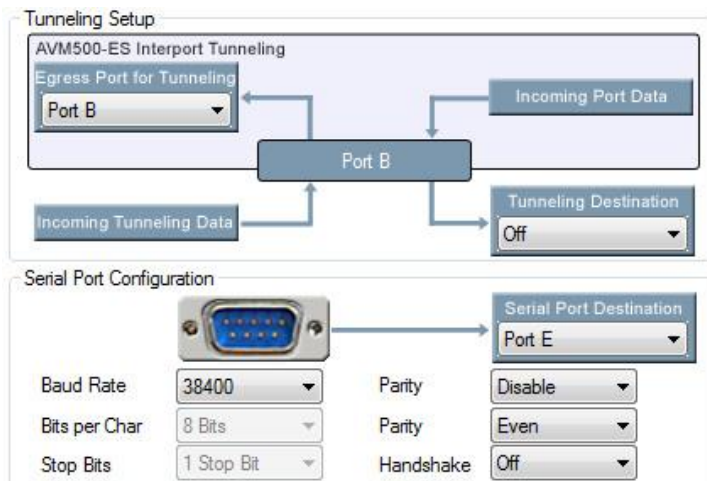 Tunneling Setup
AVM500-ES Interport Tunneling
Egress Port for Tunneling
Port B
Incoming Port Data
Port B
Incoming Tunneling Data
Tunneling Destination
Off
Serial Port Configuration
Serial Port Destination
Port E
Baud Rate 38400 Parity Disable
Bits per Char 8 Bits Parity Even
Stop Bits 1 Stop Bit Handshake Off